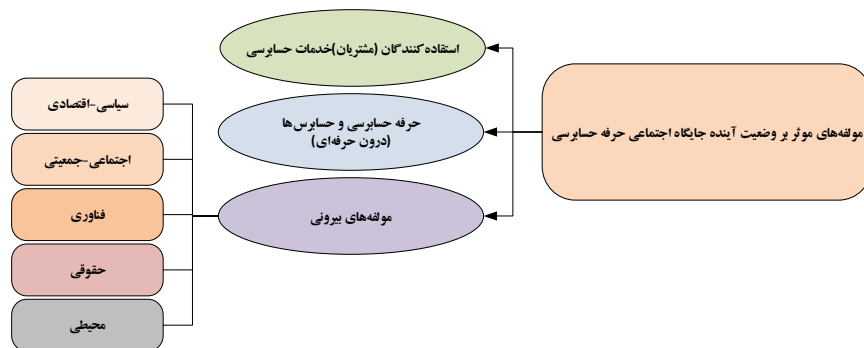 مولفه‌های موثر بر وضعیت آینده جایگاه اجتماعی حرفه حسابرسی
استفاده‌کنندگان (مشتریان)خدمات حسابرسی
حرفه حسابرسی و حسابرس‌ها
(درون حرفه‌ای)
مولفه‌های بیرونی
سیاسی-اقتصادی
اجتماعی-جمعیتی
فناوری
حقوقی
محیطی